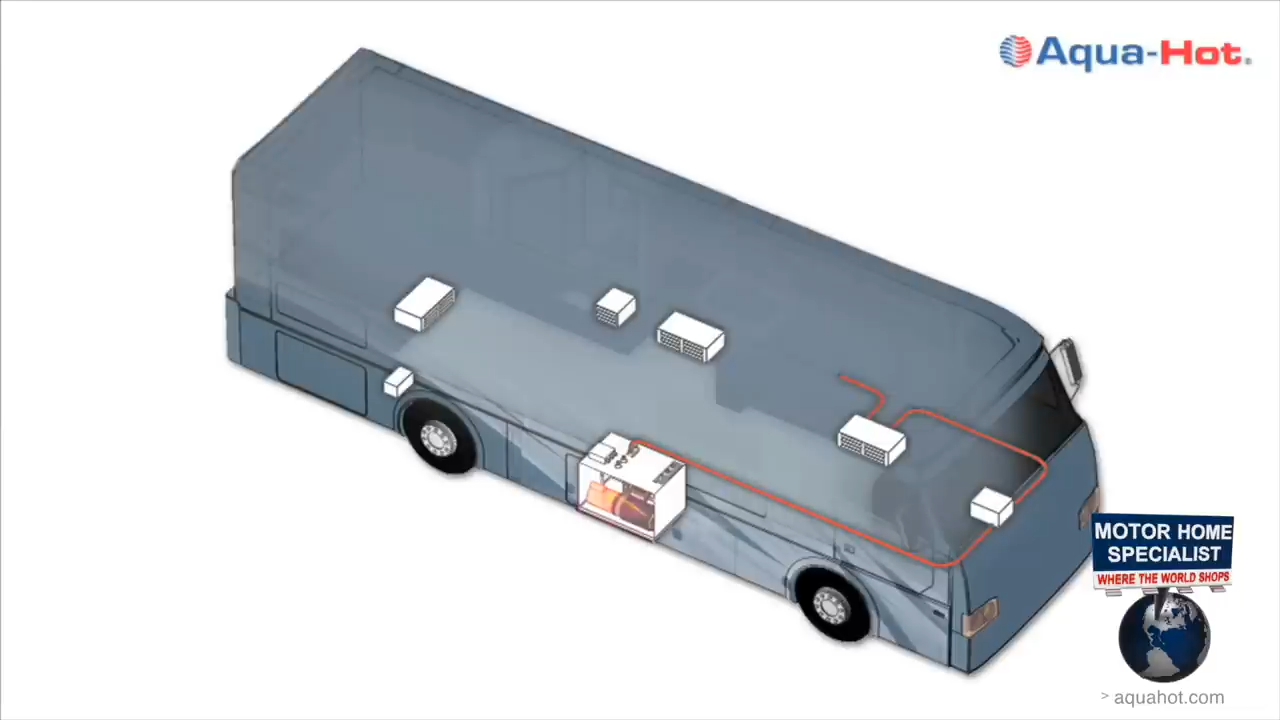 Aqua-Hot®
MOTOR HOME
SPECIALIST
WHERE THE WORLD SHOPS
> aquahot.com